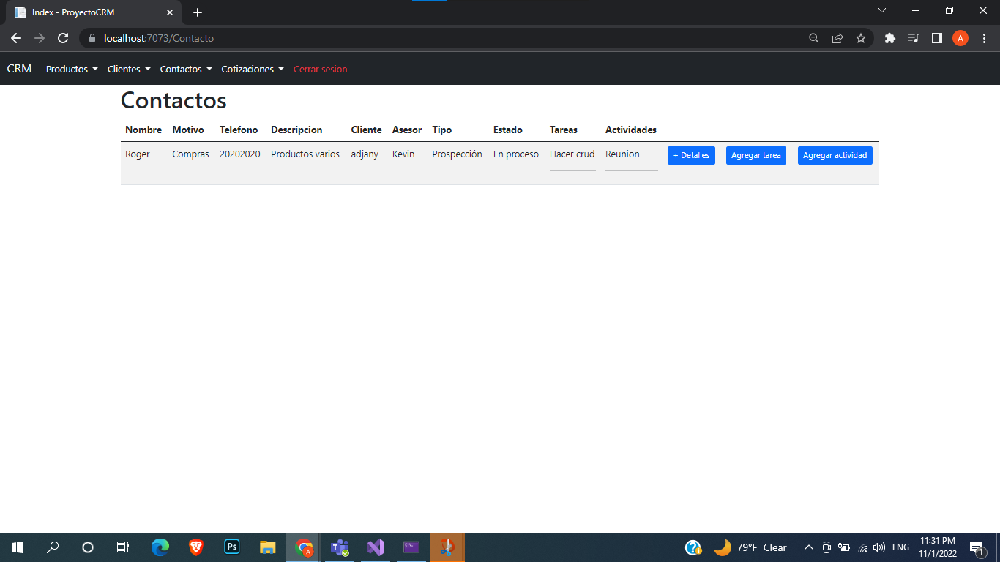 Index - ProyectoCRM
localhost:7073/Contacto
A
CRM Productos Clientes Contactos Cotizaciones Cerrar sesion
Contactos
Nombre Motivo Telefono Descripcion Cliente Asesor Tipo Estado Tareas Actividades
Roger Compras 20202020 Productos varios adjany Kevin Prospección En proceso Hacer crud Reunion + Detalles Agregar tarea Agregar actividad
Ps A 79°F Clear ENG 11:31 PM
11/1/2022 1